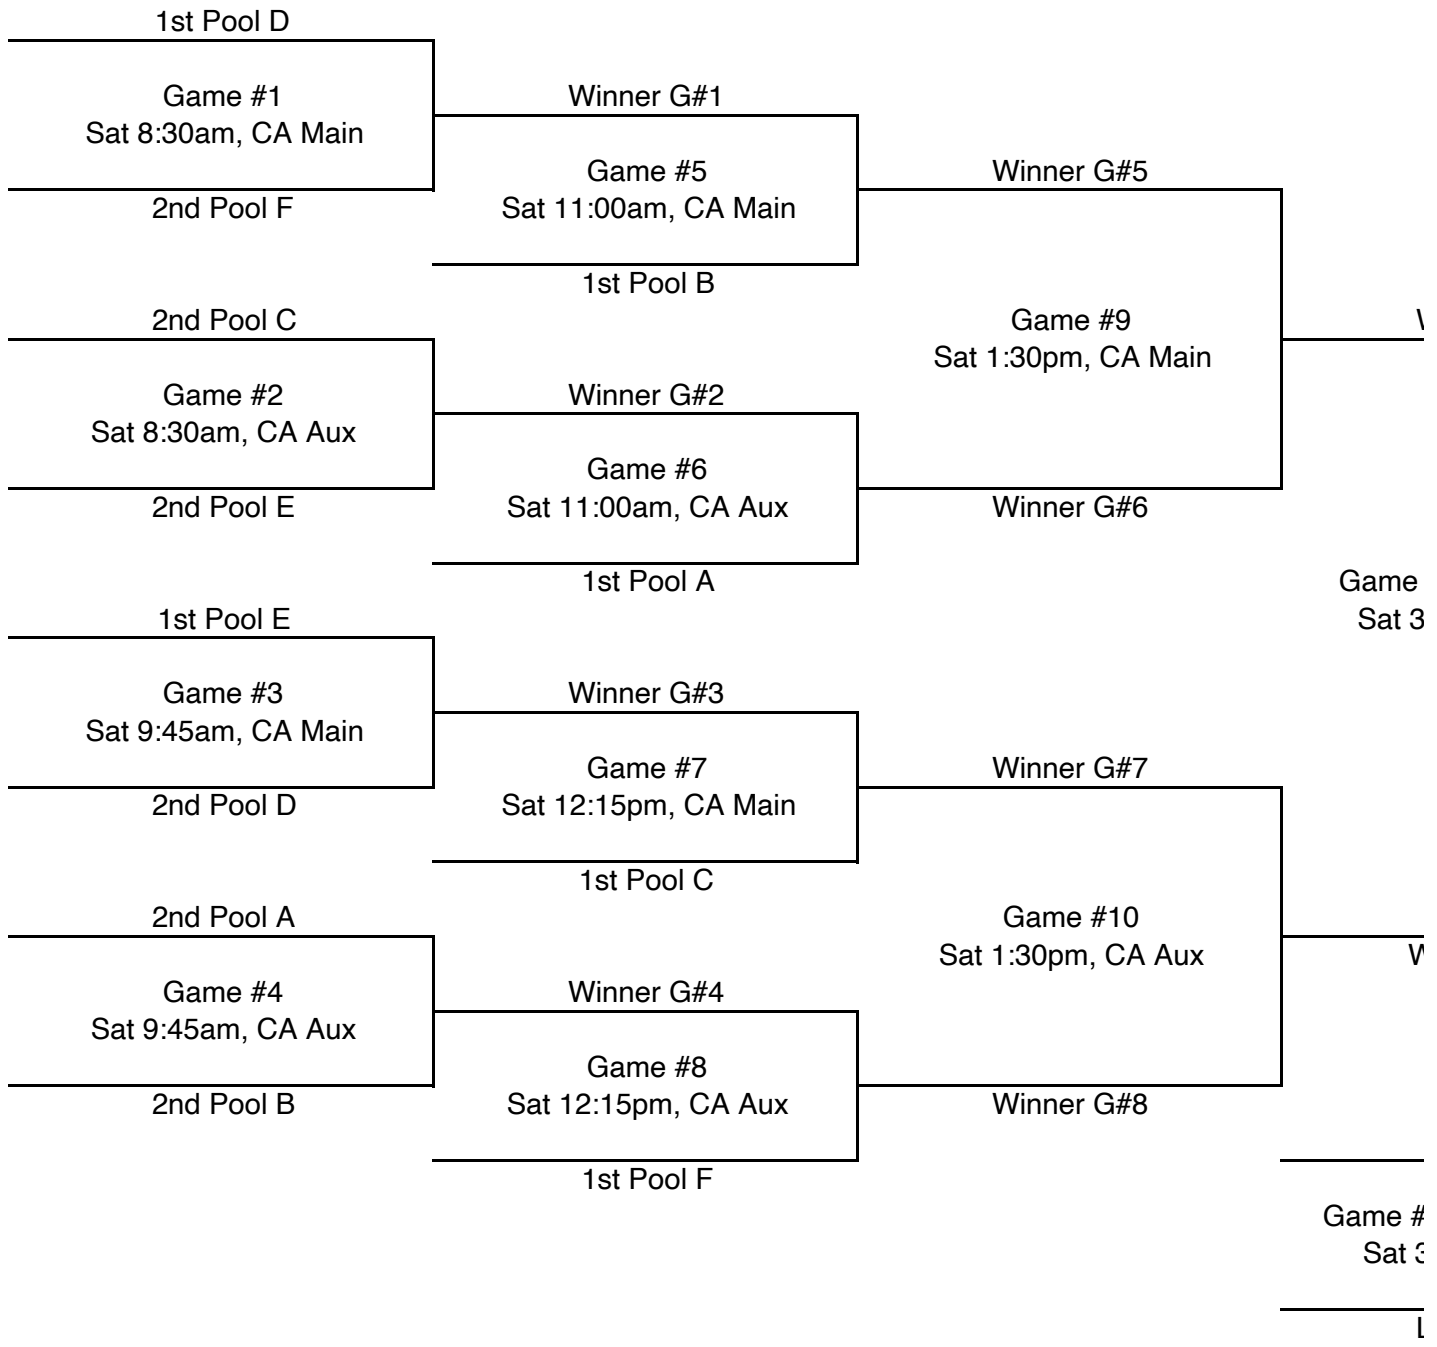 1st Pool D
Game #1
Sat 8:30am, CA Main
2nd Pool F
Winner G#1
Game #5
Sat 11:00am, CA Main
1st Pool B
Winner G#5
Game #9
Sat 1:30pm, CA Main
Winner G#6
2nd Pool C
Game #2
Sat 8:30am, CA Aux
2nd Pool E
Winner G#2
Game #6
Sat 11:00am, CA Aux
1st Pool A
Game
Sat 3
1st Pool E
Game #3
Sat 9:45am, CA Main
2nd Pool D
Winner G#3
Game #7
Sat 12:15pm, CA Main
1st Pool C
Winner G#7
Game #10
Sat 1:30pm, CA Aux
Winner G#8
2nd Pool A
Game #4
Sat 9:45am, CA Aux
2nd Pool B
Winner G#4
Game #8
Sat 12:15pm, CA Aux
1st Pool F
Game #
Sat 3